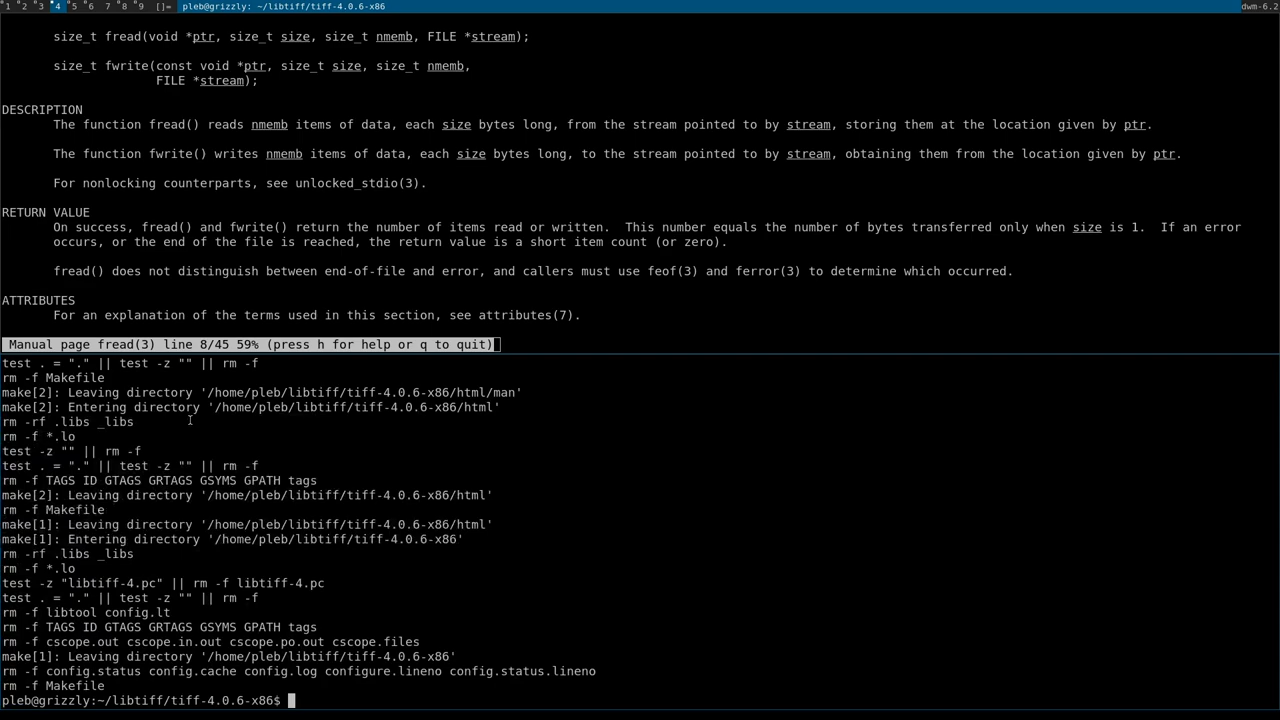 1 2 3 4 5 6 7 8 9 []= pleb@grizzly: ~/libtiff/tiff-4.0.6-x86 dwm-6.2
size_t fread(void *ptr, size_t size, size_t nmemb, FILE *stream);
size_t fwrite(const void *ptr, size_t size, size_t nmemb,
FILE *stream);
DESCRIPTION
The function fread() reads nmemb items of data, each size bytes long, from the stream pointed to by stream, storing them at the location given by ptr.
The function fwrite() writes nmemb items of data, each size bytes long, to the stream pointed to by stream, obtaining them from the location given by ptr.
For nonlocking counterparts, see unlocked_stdio(3).
RETURN VALUE
On success, fread() and fwrite() return the number of items read or written.  This number equals the number of bytes transferred only when size is 1.  If an error
occurs, or the end of the file is reached, the return value is a short item count (or zero).
fread() does not distinguish between end-of-file and error, and callers must use feof(3) and ferror(3) to determine which occurred.
ATTRIBUTES
For an explanation of the terms used in this section, see attributes(7).
Manual page fread(3) line 8/45 59% (press h for help or q to quit)
test . = "." || test -z "" || rm -f
rm -f Makefile
make[2]: Leaving directory '/home/pleb/libtiff/tiff-4.0.6-x86/html/man'
make[2]: Entering directory '/home/pleb/libtiff/tiff-4.0.6-x86/html'
rm -rf .libs _libs
rm -f *.lo
test -z "" || rm -f
test . = "." || test -z "" || rm -f
rm -f TAGS ID GTAGS GRTAGS GSYMS GPATH tags
make[2]: Leaving directory '/home/pleb/libtiff/tiff-4.0.6-x86/html'
rm -f Makefile
make[1]: Leaving directory '/home/pleb/libtiff/tiff-4.0.6-x86/html'
make[1]: Entering directory '/home/pleb/libtiff/tiff-4.0.6-x86'
rm -rf .libs _libs
rm -f *.lo
test -z "libtiff-4.pc" || rm -f libtiff-4.pc
test . = "." || test -z "" || rm -f
rm -f libtool config.lt
rm -f TAGS ID GTAGS GRTAGS GSYMS GPATH tags
rm -f cscope.out cscope.in.out cscope.po.out cscope.files
make[1]: Leaving directory '/home/pleb/libtiff/tiff-4.0.6-x86'
rm -f config.status config.cache config.log configure.lineno config.status.lineno
rm -f Makefile
pleb@grizzly:~/libtiff/tiff-4.0.6-x86$